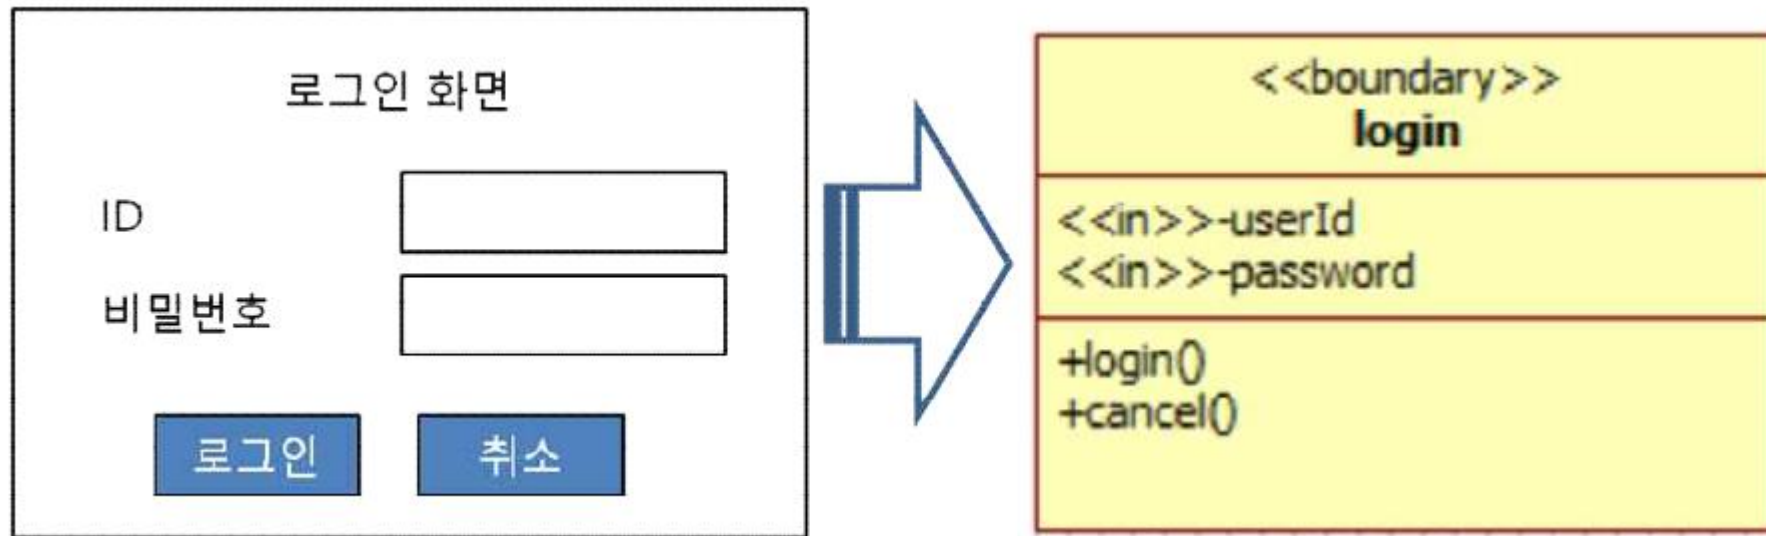 로그인 화면
ID
비밀번호
로그인 취소
<<boundary>>
login
<<in>>-userId
<<in>>-password
+login()
+cancel()